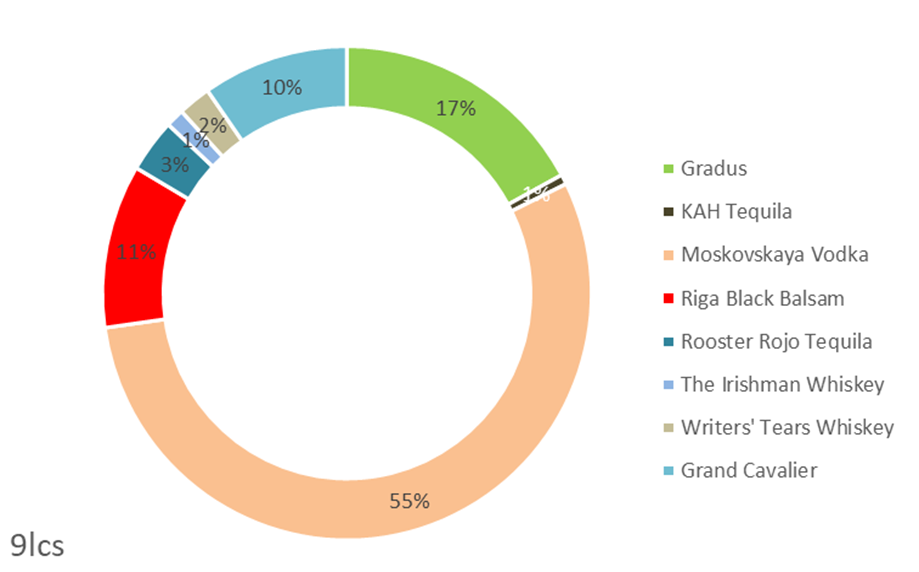 10%
17%
2%
1%
3%
1%
11%
55%
Gradus
KAH Tequila
Moskovskaya Vodka
Riga Black Balsam
Rooster Rojo Tequila
The Irishman Whiskey
Writers' Tears Whiskey
Grand Cavalier
9lcs